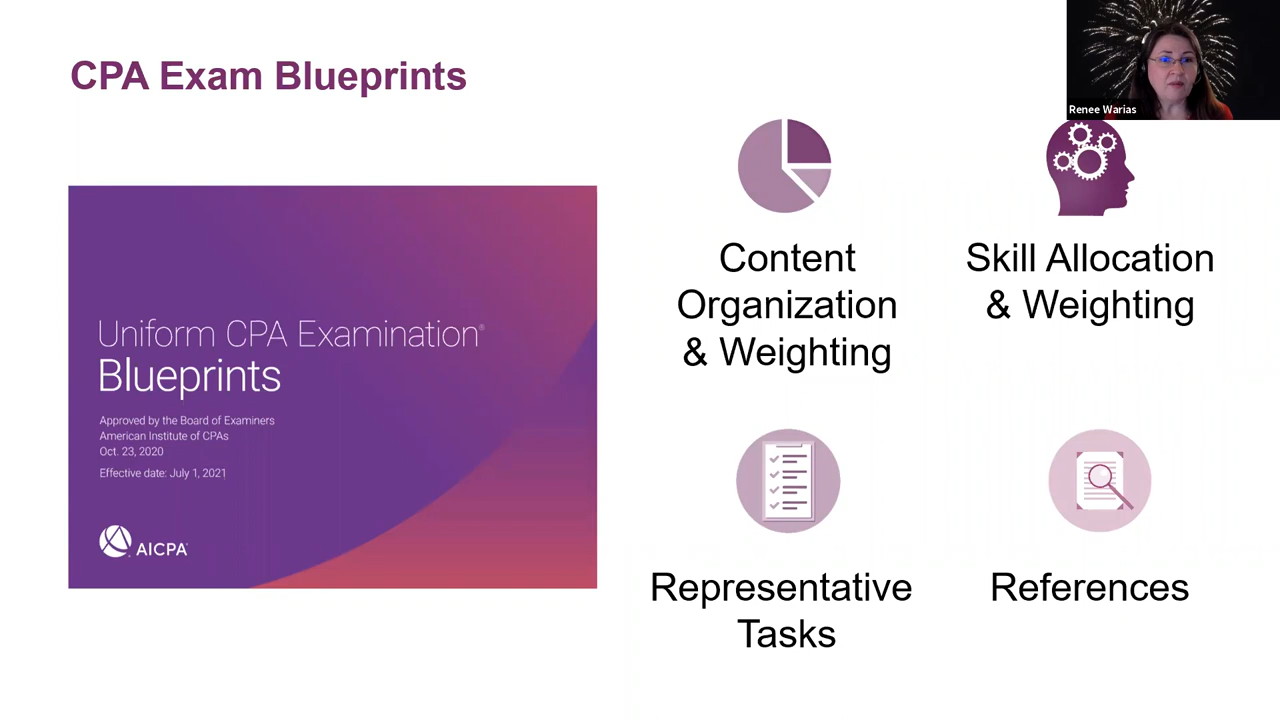 CPA Exam Blueprints
Renee Warias
Uniform CPA Examination®
Blueprints
Approved by the Board of Examiners
American Institute of CPAs
Oct. 23, 2020
Effective date: July 1, 2021
AICPA
Content
Organization
& Weighting
Skill Allocation
& Weighting
Representative
Tasks
References